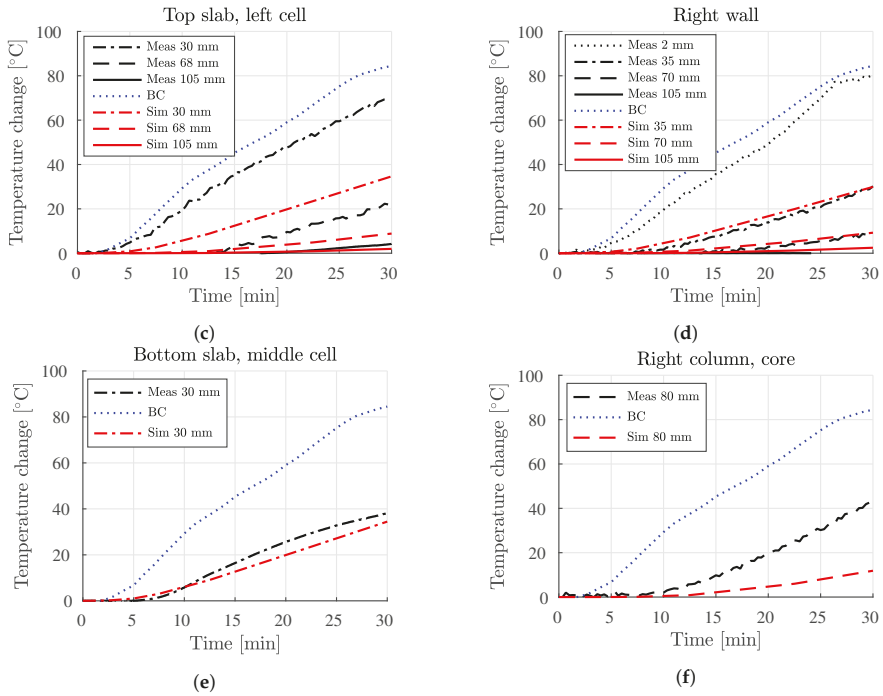 Top slab, left cell
Temperature change [°C]
100
80
60
40
20
0
Meas 30 mm
Meas 68 mm
Meas 105 mm
BC
Sim 30 mm
Sim 68 mm
Sim 105 mm
0 5 10 15 20 25 30
Time [min]
(c)
Right wall
Temperature change [°C]
100
80
60
40
20
0
Meas 2 mm
Meas 35 mm
Meas 70 mm
Meas 105 mm
BC
Sim 35 mm
Sim 70 mm
Sim 105 mm
0 5 10 15 20 25 30
Time [min]
(d)
Bottom slab, middle cell
Temperature change [°C]
100
80
60
40
20
0
Meas 30 mm
BC
Sim 30 mm
0 5 10 15 20 25 30
Time [min]
(e)
Right column, core
Temperature change [°C]
100
80
60
40
20
0
Meas 80 mm
BC
Sim 80 mm
0 5 10 15 20 25 30
Time [min]
(f)